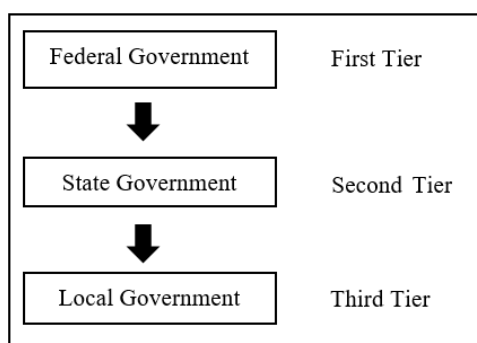 Federal Government First Tier
State Government Second Tier
Local Government Third Tier